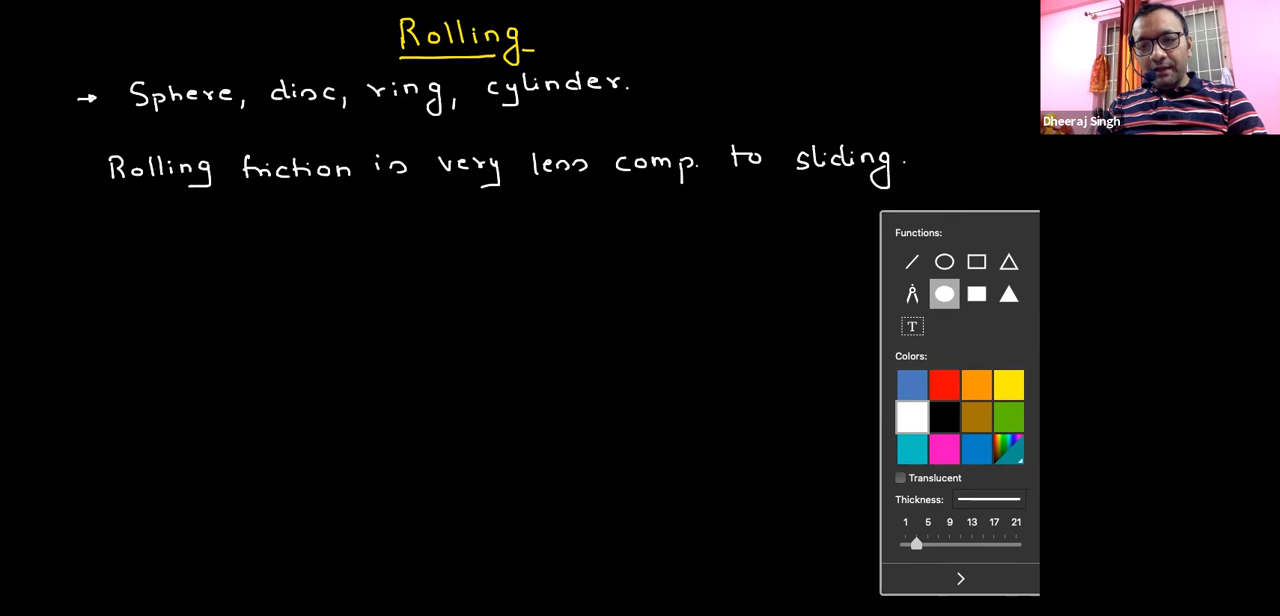 Rolling
→ Sphere, disc, ring, cylinder.
Dheeraj Singh
Rolling friction is very less comp. to sliding.
Functions:
T
Colors:
Translucent
Thickness:
1 5 9 13 17 21